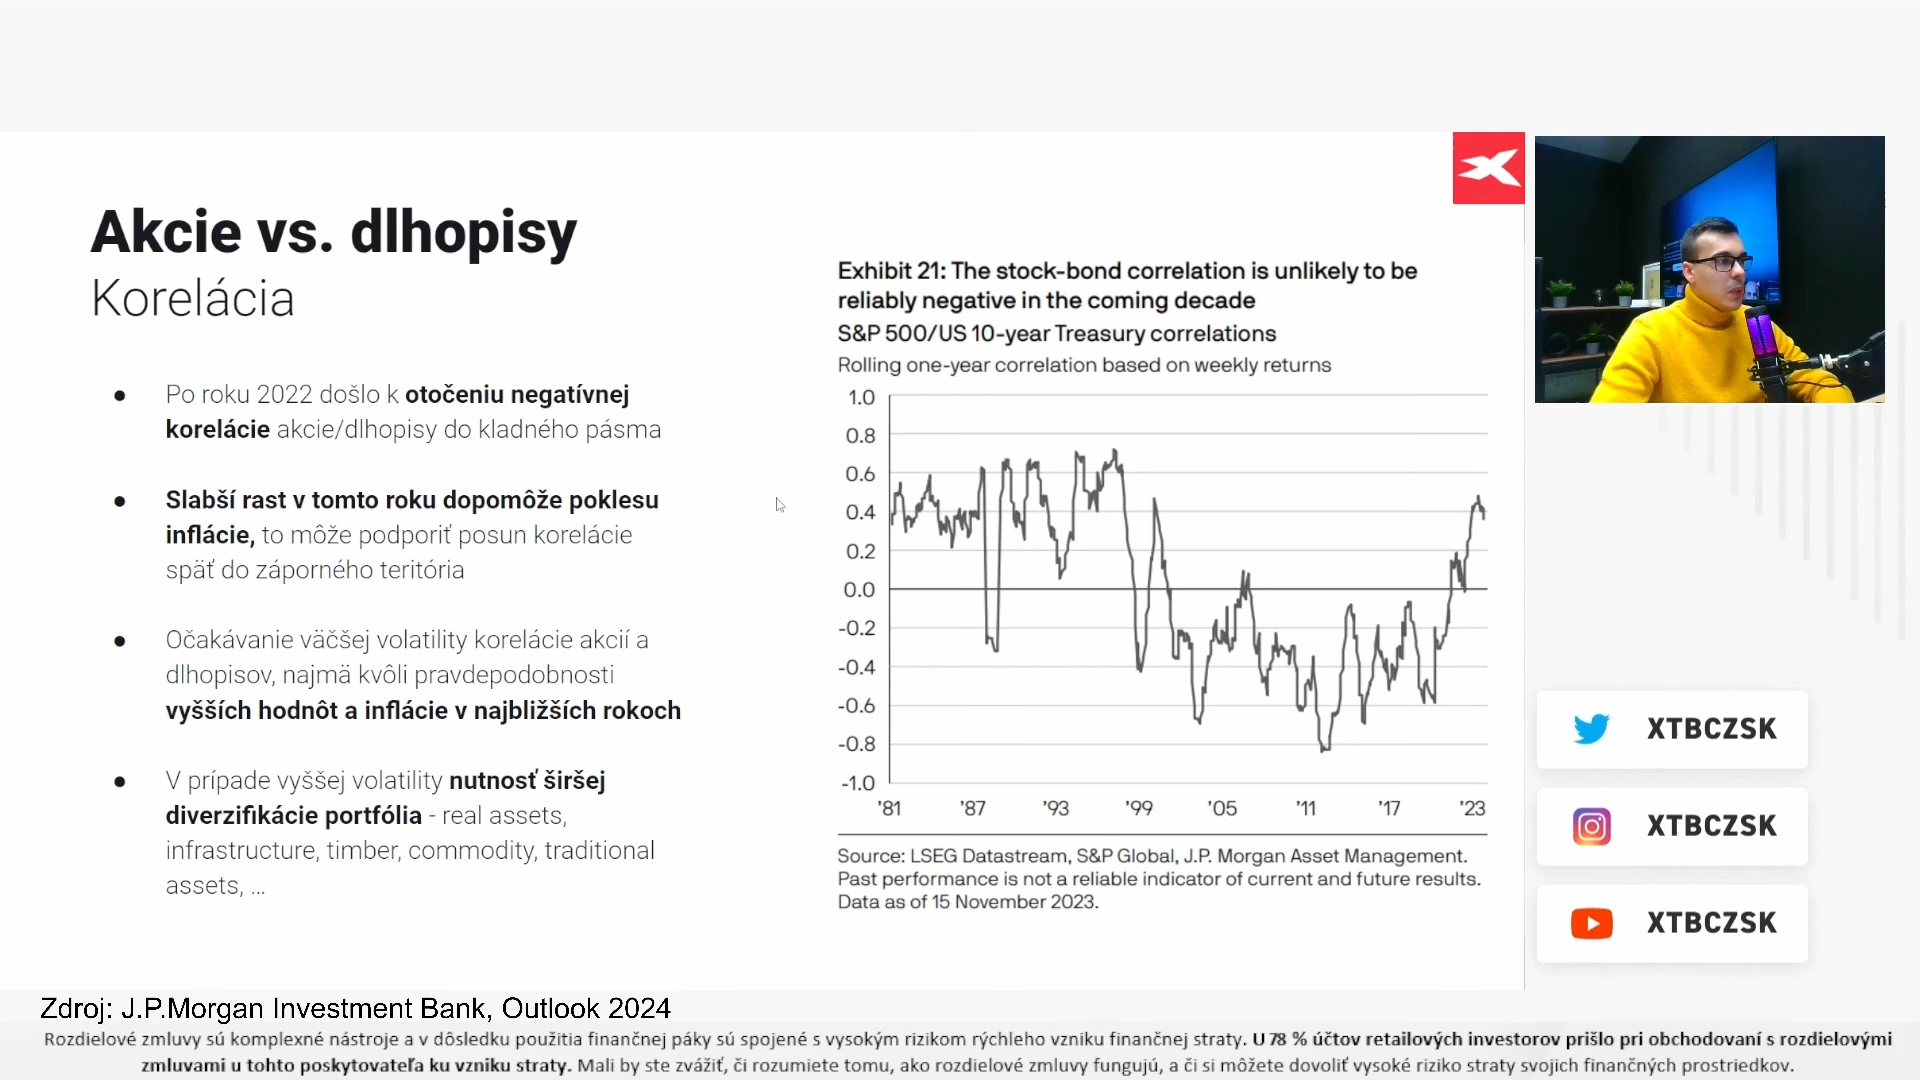 Akcie vs. dlhopisy
Korelácia
● Po roku 2022 došlo k otočeniu negatívnej
korelácie akcie/dlhopisy do kladného pásma
● Slabší rast v tomto roku dopomôže poklesu
inflácie, to môže podporiť posun korelácie
späť do záporného teritória
● Očakávanie väčšej volatility korelácie akcií a
dlhopisov, najmä kvôli pravdepodobnosti
vyšších hodnôt a inflácie v najbližších rokoch
● V prípade vyššej volatility nutnosť širšej
diverzifikácie portfólia - real assets,
infrastructure, timber, commodity, traditional
assets, ...
Exhibit 21: The stock-bond correlation is unlikely to be
reliably negative in the coming decade
S&P 500/US 10-year Treasury correlations
Rolling one-year correlation based on weekly returns
1.0
0.8
0.6
0.4
0.2
0.0
-0.2
-0.4
-0.6
-0.8
-1.0
'81 '87 '93 '99 '05 '11 '17 '23
Source: LSEG Datastream, S&P Global, J.P. Morgan Asset Management.
Past performance is not a reliable indicator of current and future results.
Data as of 15 November 2023.
XTBCZSK
XTBCZSK
XTBCZSK
Zdroj: J.P.Morgan Investment Bank, Outlook 2024
Rozdielové zmluvy sú komplexné nástroje a v dôsledku použitia finančnej páky sú spojené s vysokým rizikom rýchleho vzniku finančnej straty. U 78 % účtov retailových investorov prišlo pri obchodovaní s rozdielovými
zmluvami u tohto poskytovateľa ku vzniku straty. Mali by ste zvážiť, či rozumiete tomu, ako rozdielové zmluvy fungujú, a či si môžete dovoliť vysoké riziko straty svojich finančných prostriedkov.